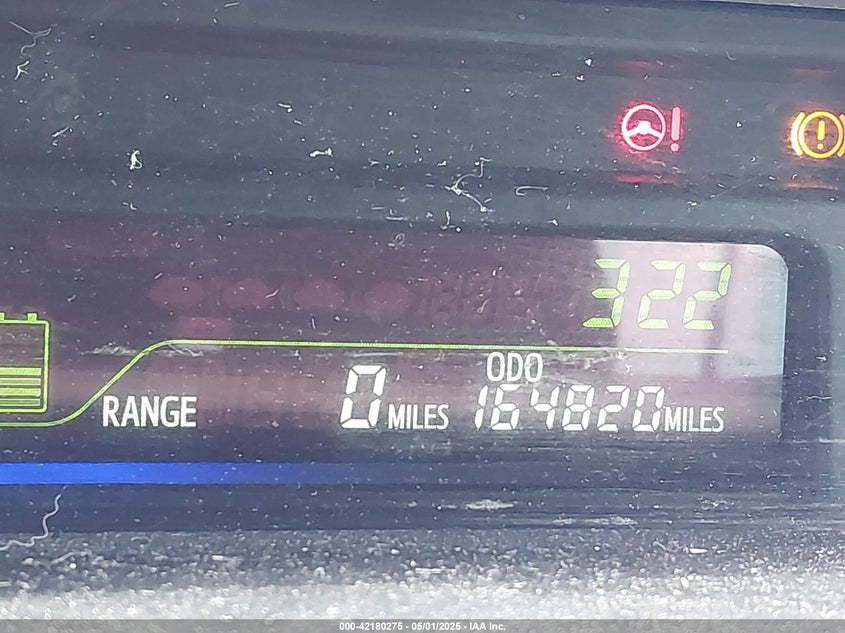 322
RANGE 0 MILES ODO 164820 MILES
000-42180275 - 05/01/2025 - IAA Inc.